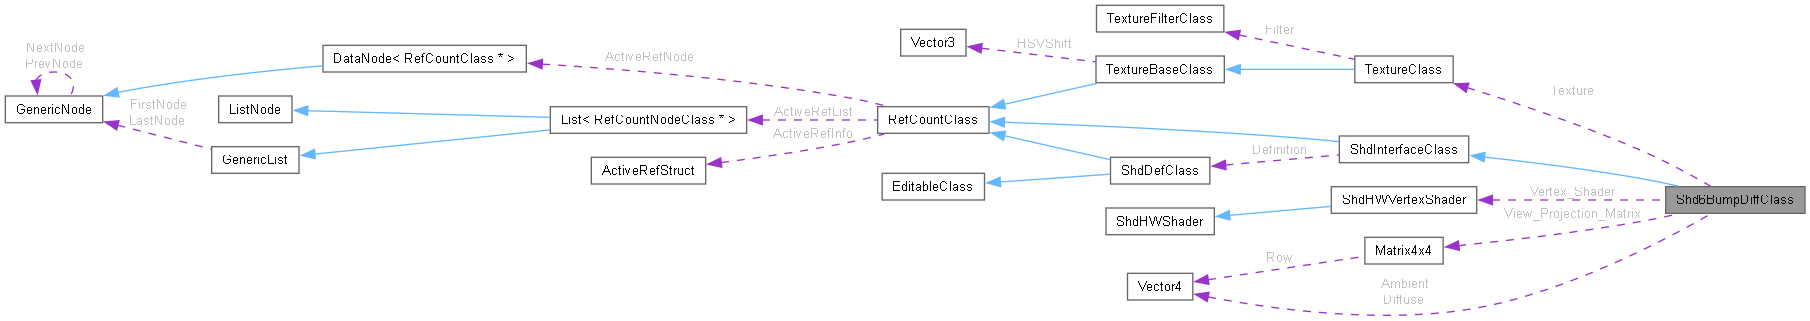 TextureFilterClass
Filter
Vector3
HSVShift
NextNode
PrevNode
DataNode< RefCountClass * >
ActiveRefNode
TextureBaseClass
TextureClass
Texture
GenericNode
FirstNode
LastNode
ListNode
List< RefCountNodeClass * >
ActiveRefList
ActiveRefInfo
RefCountClass
GenericList
ActiveRefStruct
Definition
ShdInterfaceClass
ShdDefClass
EditableClass
ShdHWVertexShader
Vertex_Shader
Shd6BumpDiffClass
ShdHWShader
View_Projection_Matrix
Matrix4x4
Row
Vector4
Ambient
Diffuse